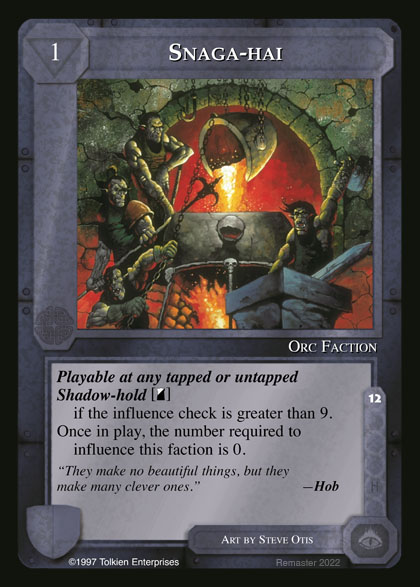 1
SNAGA-HAI
ORC FACTION
Playable at any tapped or untapped
Shadow-hold [ ]
if the influence check is greater than 9.
Once in play, the number required to
influence this faction is 0.
12
“They make no beautiful things, but they
make many clever ones.” –Hob
H
ART BY STEVE OTIS
©1997 Tolkien Enterprises
Remaster 2022